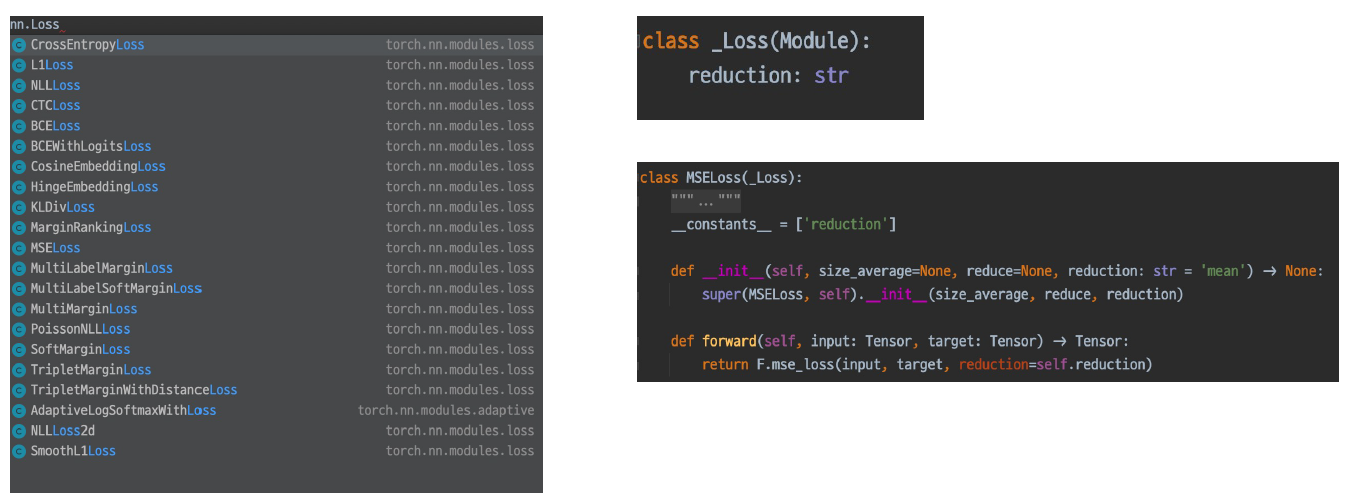 nn.Loss
CrossEntropyLoss torch.nn.modules.loss
L1Loss torch.nn.modules.loss
NLLLoss torch.nn.modules.loss
CTCLoss torch.nn.modules.loss
BCELoss torch.nn.modules.loss
BCEWithLogitsLoss torch.nn.modules.loss
CosineEmbeddingLoss torch.nn.modules.loss
HingeEmbeddingLoss torch.nn.modules.loss
KLDivLoss torch.nn.modules.loss
MarginRankingLoss torch.nn.modules.loss
MSELoss torch.nn.modules.loss
MultiLabelMarginLoss torch.nn.modules.loss
MultiLabelSoftMarginLoss torch.nn.modules.loss
MultiMarginLoss torch.nn.modules.loss
PoissonNLLLoss torch.nn.modules.loss
SoftMarginLoss torch.nn.modules.loss
TripletMarginLoss torch.nn.modules.loss
TripletMarginWithDistanceLoss torch.nn.modules.loss
AdaptiveLogSoftmaxWithLoss torch.nn.modules.adaptive
NLLLoss2d torch.nn.modules.loss
SmoothL1Loss torch.nn.modules.loss
class _Loss(Module):
reduction: str
class MSELoss(_Loss):
"""..."""
__constants__ = ['reduction']
def __init__(self, size_average=None, reduce=None, reduction: str = 'mean') → None:
super(MSELoss, self).__init__(size_average, reduce, reduction)
def forward(self, input: Tensor, target: Tensor) → Tensor:
return F.mse_loss(input, target, reduction=self.reduction)